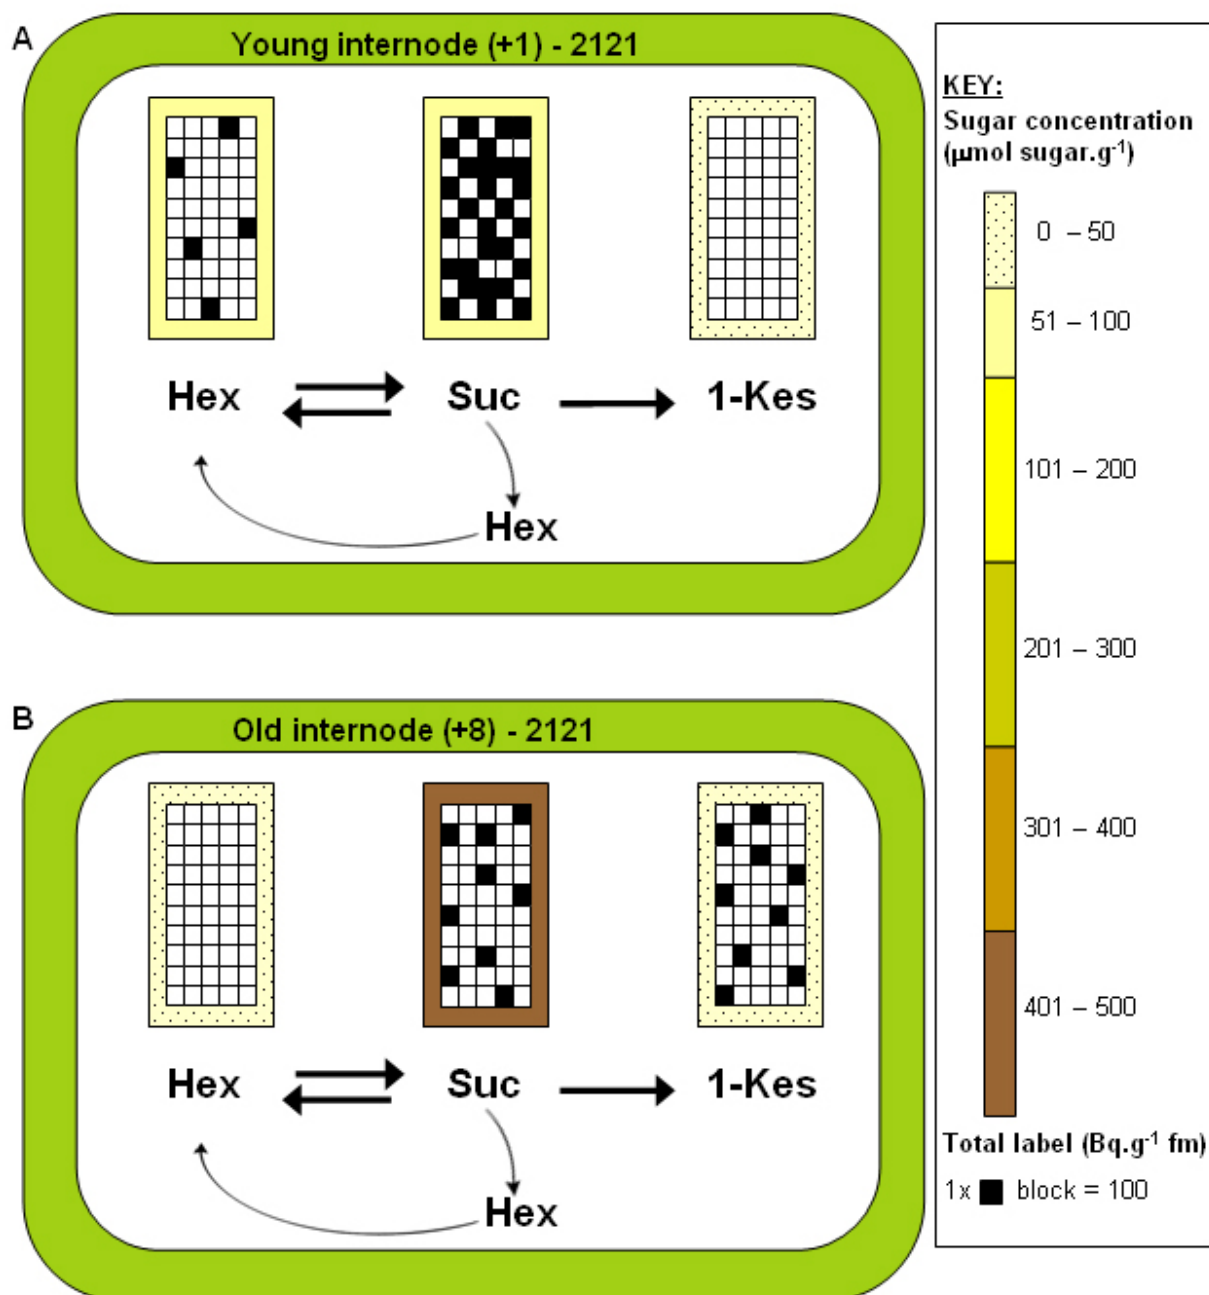 A
Young internode (+1) - 2121
Hex
Suc
1-Kes
Hex
B
Old internode (+8) - 2121
Hex
Suc
1-Kes
Hex
KEY:
Sugar concentration
(μmol sugar.g⁻¹)
0 – 50
51 – 100
101 – 200
201 – 300
301 – 400
401 – 500
Total label (Bq.g⁻¹ fm)
1x block = 100